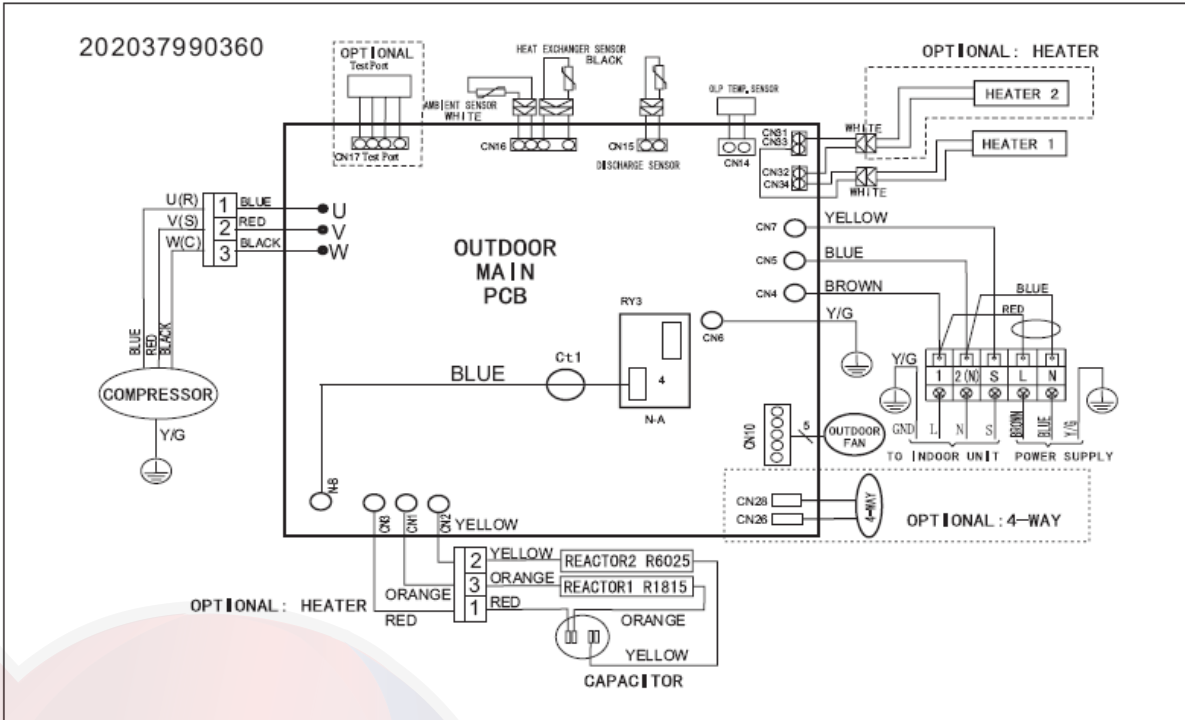 202037990360
OPTIONAL
Test Port
CN17 Test Port
AMBIENT SENSOR
WHITE
HEAT EXCHANGER SENSOR
BLACK
CN16
CN15
DISCHARGE SENSOR
OLP TEMP. SENSOR
CN14
OPTIONAL: HEATER
HEATER 2
HEATER 1
CN31
CN33
WHITE
CN32
CN34
WHITE
U(R) 1 BLUE U
V(S) 2 RED V
W(C) 3 BLACK W
BLUE
RED
BLACK
COMPRESSOR
Y/G
OUTDOOR
MAIN
PCB
CN7 YELLOW
CN5 BLUE
CN4 BROWN
CN6 Y/G
RY3
4
N-A
Ct1
BLUE
N-B
BLUE
RED
Y/G
1 2(N) S L N
GND L N S BROWN BLUE Y/G
TO INDOOR UNIT POWER SUPPLY
CN10
5
OUTDOOR
FAN
CN28
CN26
4-WAY
OPTIONAL:4-WAY
CN3
CN1
CN2
YELLOW
2 YELLOW REACTOR2 R6025
ORANGE 3 ORANGE REACTOR1 R1815
RED 1 RED
OPTIONAL: HEATER
ORANGE
YELLOW
CAPACITOR